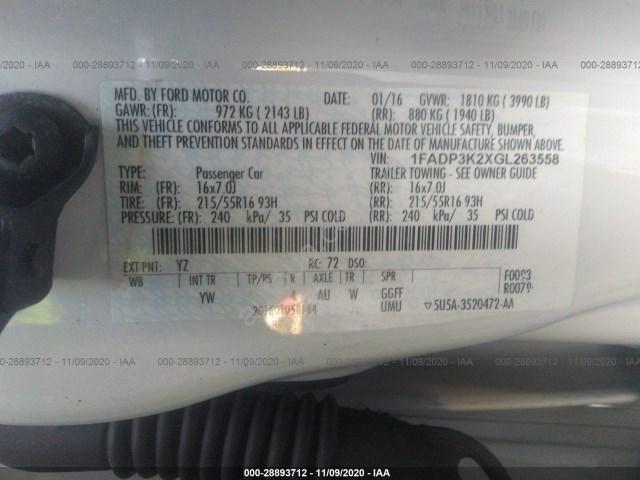 000-28893712 - 11/09/2020 - IAA
MFD. BY FORD MOTOR CO. DATE: 01/16 GVWR: 1810 KG ( 3990 LB)
GAWR: (FR): 972 KG ( 2143 LB) (RR): 880 KG ( 1940 LB)
THIS VEHICLE CONFORMS TO ALL APPLICABLE FEDERAL MOTOR VEHICLE SAFETY, BUMPER,
AND THEFT PREVENTION STANDARDS IN EFFECT ON THE DATE OF MANUFACTURE SHOWN ABOVE.
VIN: 1FADP3K2XGL263558
TYPE: Passenger Car TRAILER TOWING - SEE OWNER GUIDE
RIM: (FR): 16x7.0J (RR): 16x7.0J
TIRE: (FR): 215/55R16 93H (RR): 215/55R16 93H
PRESSURE: (FR) 240 kPa/ 35 PSI COLD (RR): 240 kPa/ 35 PSI COLD
EXT PNT: YZ RC: 72 DSO:
WB INT TR TP/PS R AXLE TR SPR
YW AU W GGFF
UMU ▽5U5A-3520472-AA
000-28893712 - 11/09/2020 - IAA
000-28893712 - 11/09/2020 - IAA